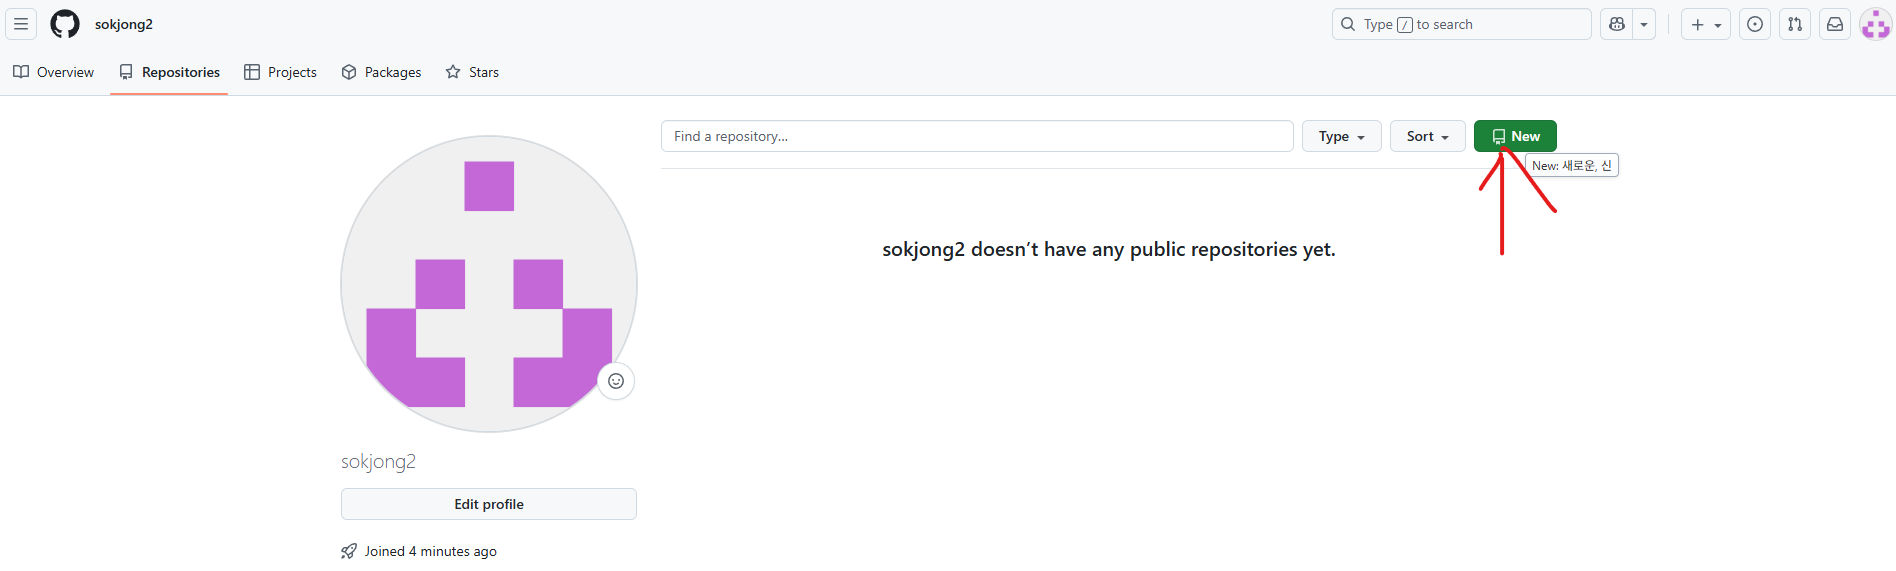 sokjong2
Type / to search
Overview Repositories Projects Packages Stars
Find a repository... Type Sort New
New: 새로운, 신
sokjong2 doesn't have any public repositories yet.
sokjong2
Edit profile
Joined 4 minutes ago